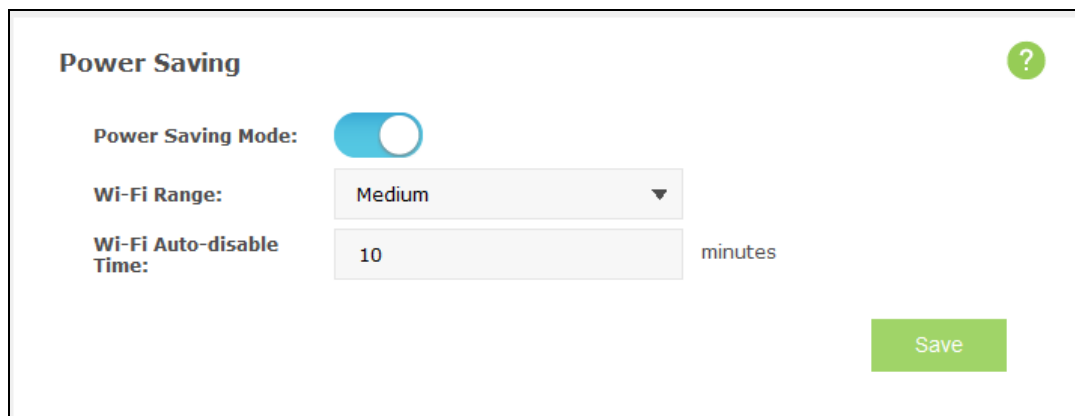 Power Saving
?
Power Saving Mode:
Wi-Fi Range:
Medium
Wi-Fi Auto-disable
Time:
10
minutes
Save